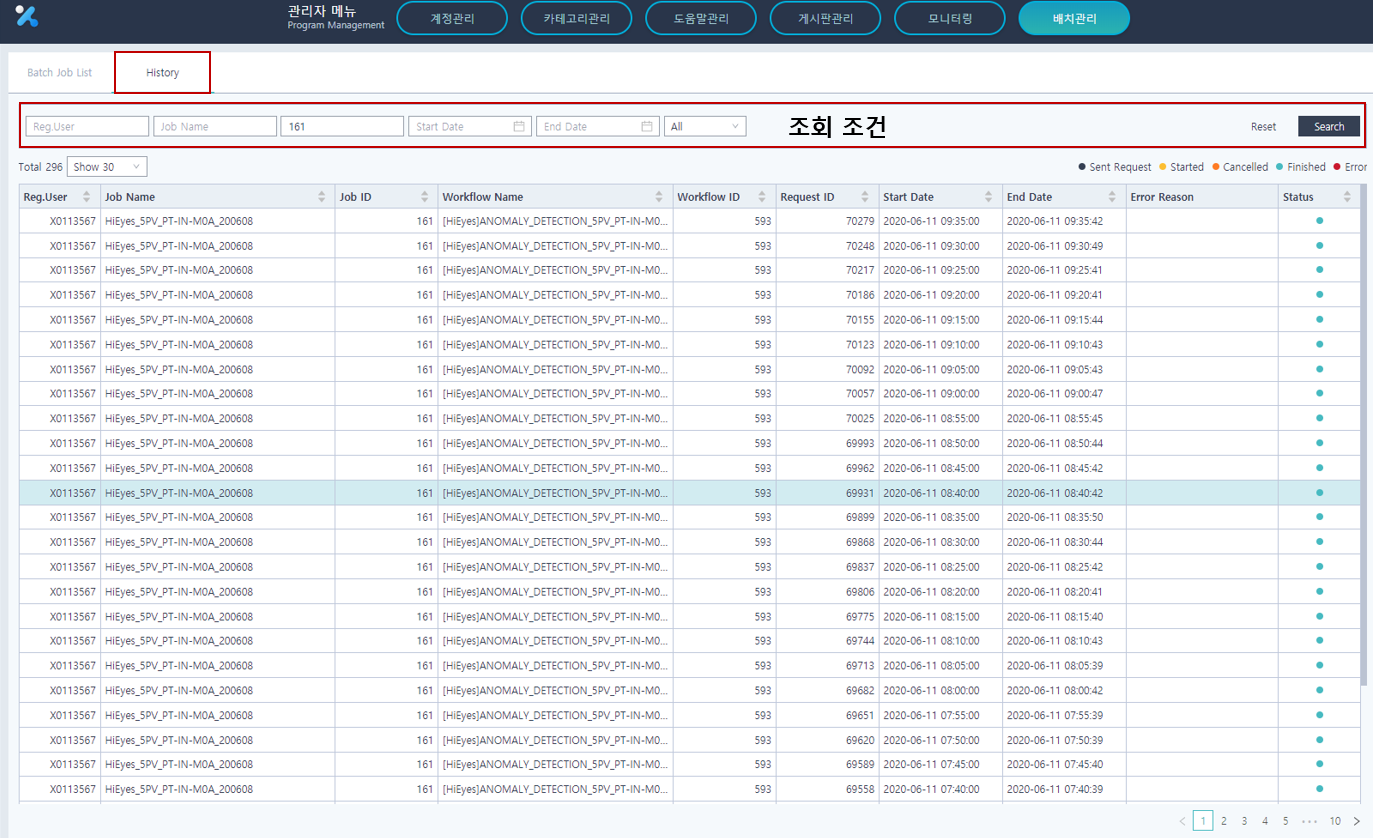 관리자 메뉴
Program Management
계정관리
카테고리관리
도움말관리
게시판관리
모니터링
배치관리
Batch Job List
History
Reg.User Job Name 161 Start Date End Date All 조회 조건 Reset Search
Total 296 Show 30 Sent Request Started Cancelled Finished Error
Reg.User Job Name Job ID Workflow Name Workflow ID Request ID Start Date End Date Error Reason Status
X0113567 HiEyes_5PV_PT-IN-M0A_200608 161 [HiEyes]ANOMALY_DETECTION_5PV_PT-IN-M0... 593 70279 2020-06-11 09:35:00 2020-06-11 09:35:42
X0113567 HiEyes_5PV_PT-IN-M0A_200608 161 [HiEyes]ANOMALY_DETECTION_5PV_PT-IN-M0... 593 70248 2020-06-11 09:30:00 2020-06-11 09:30:49
X0113567 HiEyes_5PV_PT-IN-M0A_200608 161 [HiEyes]ANOMALY_DETECTION_5PV_PT-IN-M0... 593 70217 2020-06-11 09:25:00 2020-06-11 09:25:41
X0113567 HiEyes_5PV_PT-IN-M0A_200608 161 [HiEyes]ANOMALY_DETECTION_5PV_PT-IN-M0... 593 70186 2020-06-11 09:20:00 2020-06-11 09:20:41
X0113567 HiEyes_5PV_PT-IN-M0A_200608 161 [HiEyes]ANOMALY_DETECTION_5PV_PT-IN-M0... 593 70155 2020-06-11 09:15:00 2020-06-11 09:15:44
X0113567 HiEyes_5PV_PT-IN-M0A_200608 161 [HiEyes]ANOMALY_DETECTION_5PV_PT-IN-M0... 593 70123 2020-06-11 09:10:00 2020-06-11 09:10:43
X0113567 HiEyes_5PV_PT-IN-M0A_200608 161 [HiEyes]ANOMALY_DETECTION_5PV_PT-IN-M0... 593 70092 2020-06-11 09:05:00 2020-06-11 09:05:43
X0113567 HiEyes_5PV_PT-IN-M0A_200608 161 [HiEyes]ANOMALY_DETECTION_5PV_PT-IN-M0... 593 70057 2020-06-11 09:00:00 2020-06-11 09:00:47
X0113567 HiEyes_5PV_PT-IN-M0A_200608 161 [HiEyes]ANOMALY_DETECTION_5PV_PT-IN-M0... 593 70025 2020-06-11 08:55:00 2020-06-11 08:55:45
X0113567 HiEyes_5PV_PT-IN-M0A_200608 161 [HiEyes]ANOMALY_DETECTION_5PV_PT-IN-M0... 593 69993 2020-06-11 08:50:00 2020-06-11 08:50:44
X0113567 HiEyes_5PV_PT-IN-M0A_200608 161 [HiEyes]ANOMALY_DETECTION_5PV_PT-IN-M0... 593 69962 2020-06-11 08:45:00 2020-06-11 08:45:42
X0113567 HiEyes_5PV_PT-IN-M0A_200608 161 [HiEyes]ANOMALY_DETECTION_5PV_PT-IN-M0... 593 69931 2020-06-11 08:40:00 2020-06-11 08:40:42
X0113567 HiEyes_5PV_PT-IN-M0A_200608 161 [HiEyes]ANOMALY_DETECTION_5PV_PT-IN-M0... 593 69899 2020-06-11 08:35:00 2020-06-11 08:35:50
X0113567 HiEyes_5PV_PT-IN-M0A_200608 161 [HiEyes]ANOMALY_DETECTION_5PV_PT-IN-M0... 593 69868 2020-06-11 08:30:00 2020-06-11 08:30:44
X0113567 HiEyes_5PV_PT-IN-M0A_200608 161 [HiEyes]ANOMALY_DETECTION_5PV_PT-IN-M0... 593 69837 2020-06-11 08:25:00 2020-06-11 08:25:42
X0113567 HiEyes_5PV_PT-IN-M0A_200608 161 [HiEyes]ANOMALY_DETECTION_5PV_PT-IN-M0... 593 69806 2020-06-11 08:20:00 2020-06-11 08:20:41
X0113567 HiEyes_5PV_PT-IN-M0A_200608 161 [HiEyes]ANOMALY_DETECTION_5PV_PT-IN-M0... 593 69775 2020-06-11 08:15:00 2020-06-11 08:15:40
X0113567 HiEyes_5PV_PT-IN-M0A_200608 161 [HiEyes]ANOMALY_DETECTION_5PV_PT-IN-M0... 593 69744 2020-06-11 08:10:00 2020-06-11 08:10:43
X0113567 HiEyes_5PV_PT-IN-M0A_200608 161 [HiEyes]ANOMALY_DETECTION_5PV_PT-IN-M0... 593 69713 2020-06-11 08:05:00 2020-06-11 08:05:39
X0113567 HiEyes_5PV_PT-IN-M0A_200608 161 [HiEyes]ANOMALY_DETECTION_5PV_PT-IN-M0... 593 69682 2020-06-11 08:00:00 2020-06-11 08:00:42
X0113567 HiEyes_5PV_PT-IN-M0A_200608 161 [HiEyes]ANOMALY_DETECTION_5PV_PT-IN-M0... 593 69651 2020-06-11 07:55:00 2020-06-11 07:55:39
X0113567 HiEyes_5PV_PT-IN-M0A_200608 161 [HiEyes]ANOMALY_DETECTION_5PV_PT-IN-M0... 593 69620 2020-06-11 07:50:00 2020-06-11 07:50:39
X0113567 HiEyes_5PV_PT-IN-M0A_200608 161 [HiEyes]ANOMALY_DETECTION_5PV_PT-IN-M0... 593 69589 2020-06-11 07:45:00 2020-06-11 07:45:40
X0113567 HiEyes_5PV_PT-IN-M0A_200608 161 [HiEyes]ANOMALY_DETECTION_5PV_PT-IN-M0... 593 69558 2020-06-11 07:40:00 2020-06-11 07:40:39
< 1 2 3 4 5 ••• 10 >